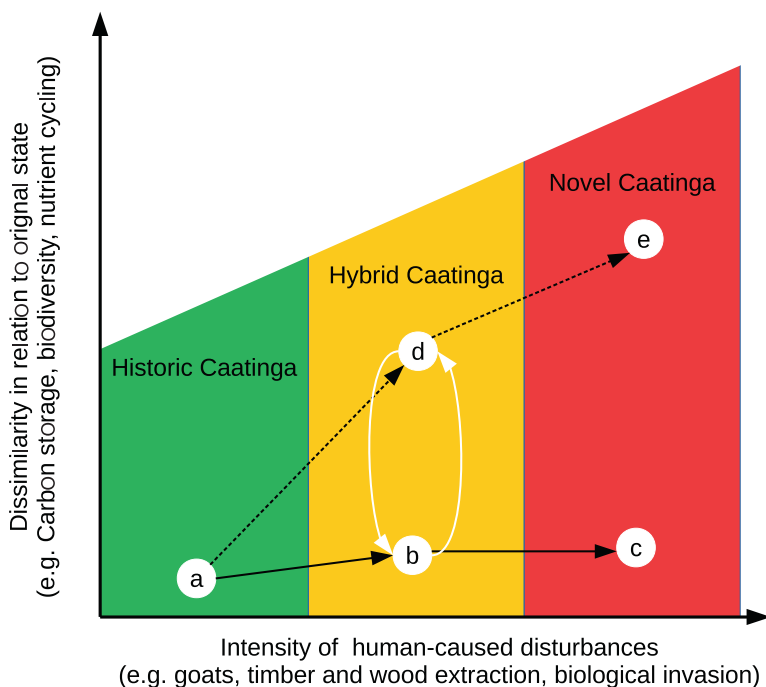 Dissimilarity in relation to orignal state
(e.g. Carbon storage, biodiversity, nutrient cycling)
Novel Caatinga
e
Hybrid Caatinga
d
Historic Caatinga
b
c
a
Intensity of  human-caused disturbances
(e.g. goats, timber and wood extraction, biological invasion)